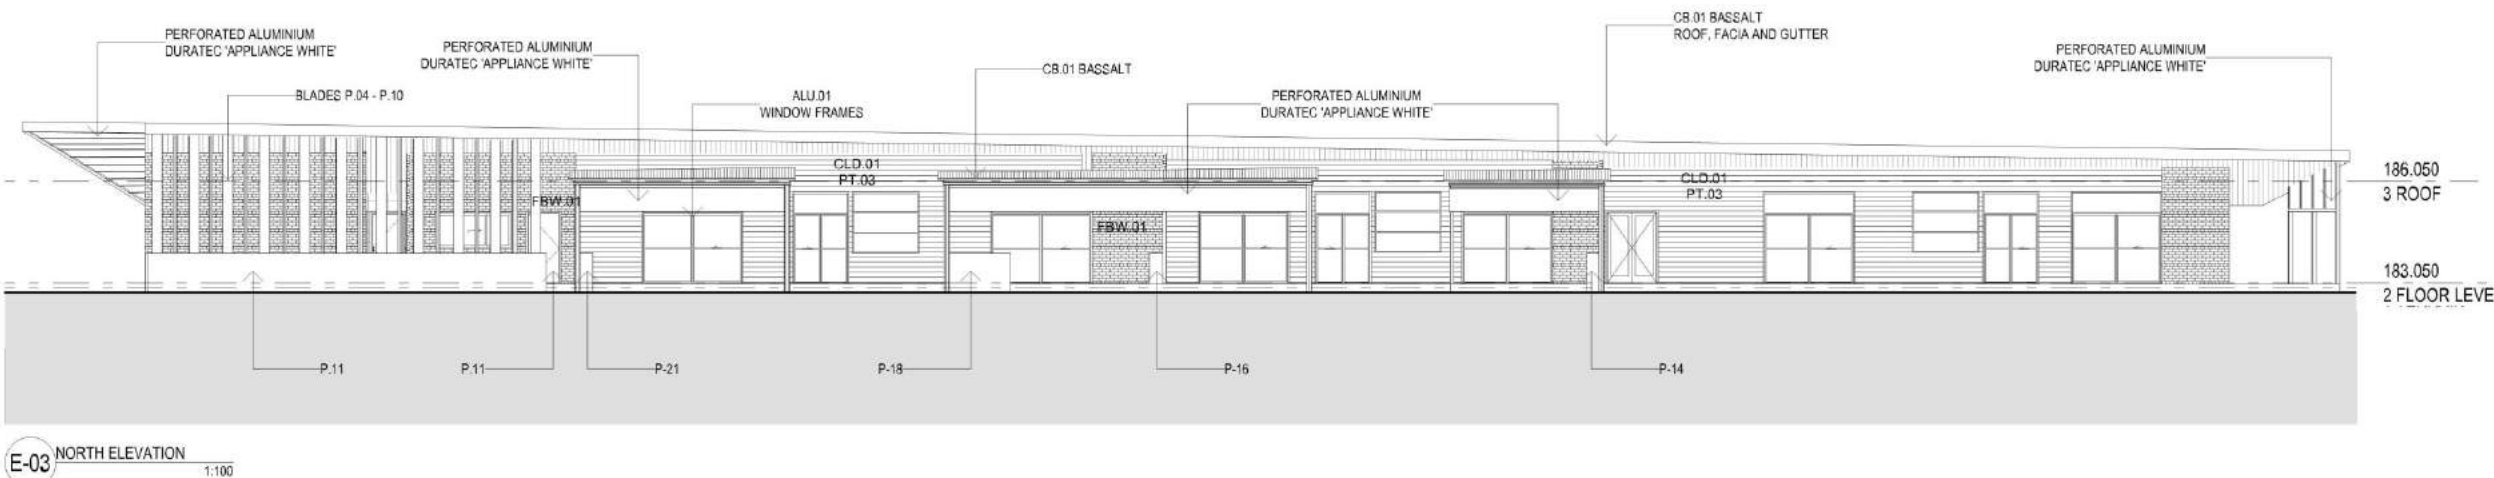 PERFORATED ALUMINIUM
DURATEC 'APPLIANCE WHITE'
PERFORATED ALUMINIUM
DURATEC 'APPLIANCE WHITE'
CB.01 BASSALT
ROOF, FACIA AND GUTTER
PERFORATED ALUMINIUM
DURATEC 'APPLIANCE WHITE'
CB.01 BASSALT
BLADES P.04 - P.10
ALU.01
WINDOW FRAMES
PERFORATED ALUMINIUM
DURATEC 'APPLIANCE WHITE'
CLD.01
PT.03
CLD.01
PT.03
186.050
3 ROOF
FBW.01
FBW.01
183.050
2 FLOOR LEVE
P.11
P.11
P-21
P-18
P-16
P-14
E-03
NORTH ELEVATION
1:100